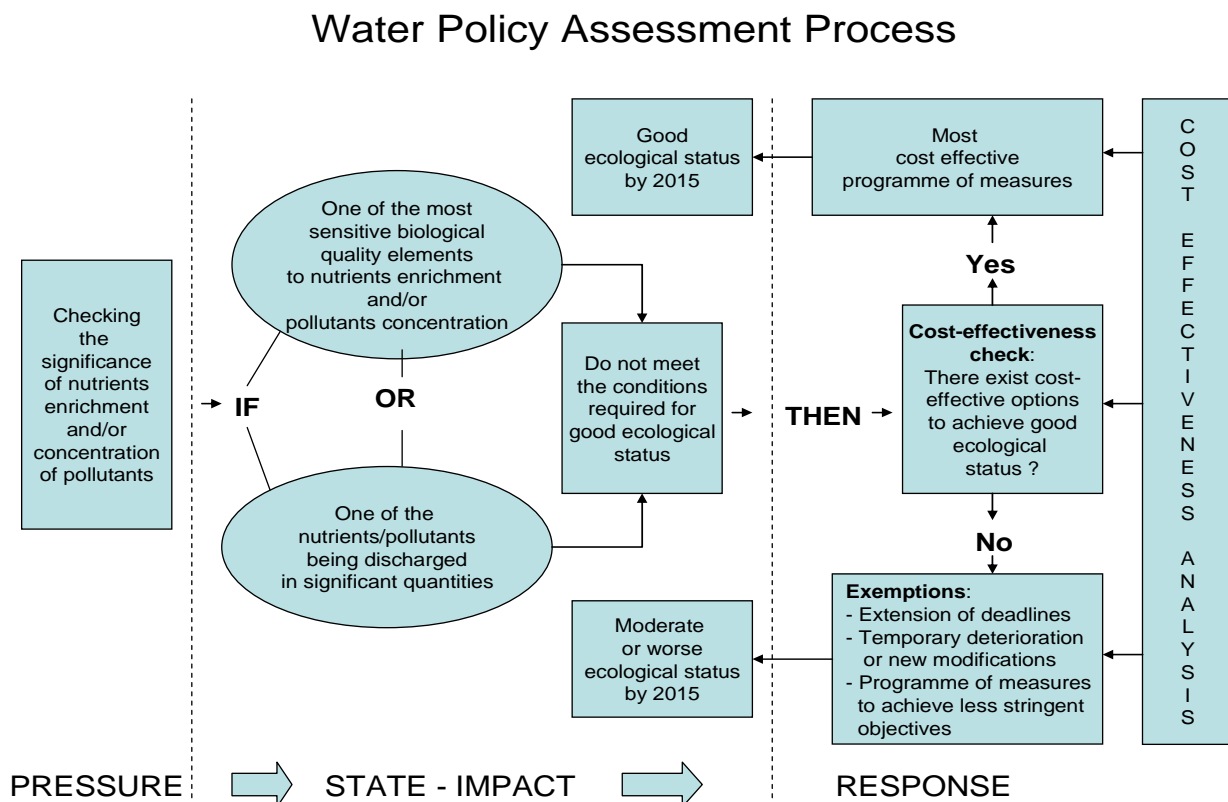 Water Policy Assessment Process
Checking
the
significance
of nutrients
enrichment
and/or
concentration
of pollutants
IF
One of the most
sensitive biological
quality elements
to nutrients enrichment
and/or
pollutants concentration
OR
One of the
nutrients/pollutants
being discharged
in significant quantities
Good
ecological status
by 2015
Do not meet
the conditions
required for
good ecological
status
Moderate
or worse
ecological status
by 2015
THEN
Most
cost effective
programme of measures
Yes
Cost-effectiveness
check:
There exist cost-
effective options
to achieve good
ecological
status ?
No
Exemptions:
- Extension of deadlines
- Temporary deterioration
or new modifications
- Programme of measures
to achieve less stringent
objectives
COST EFFECTIVENESS ANALYSIS
PRESSURE
STATE - IMPACT
RESPONSE